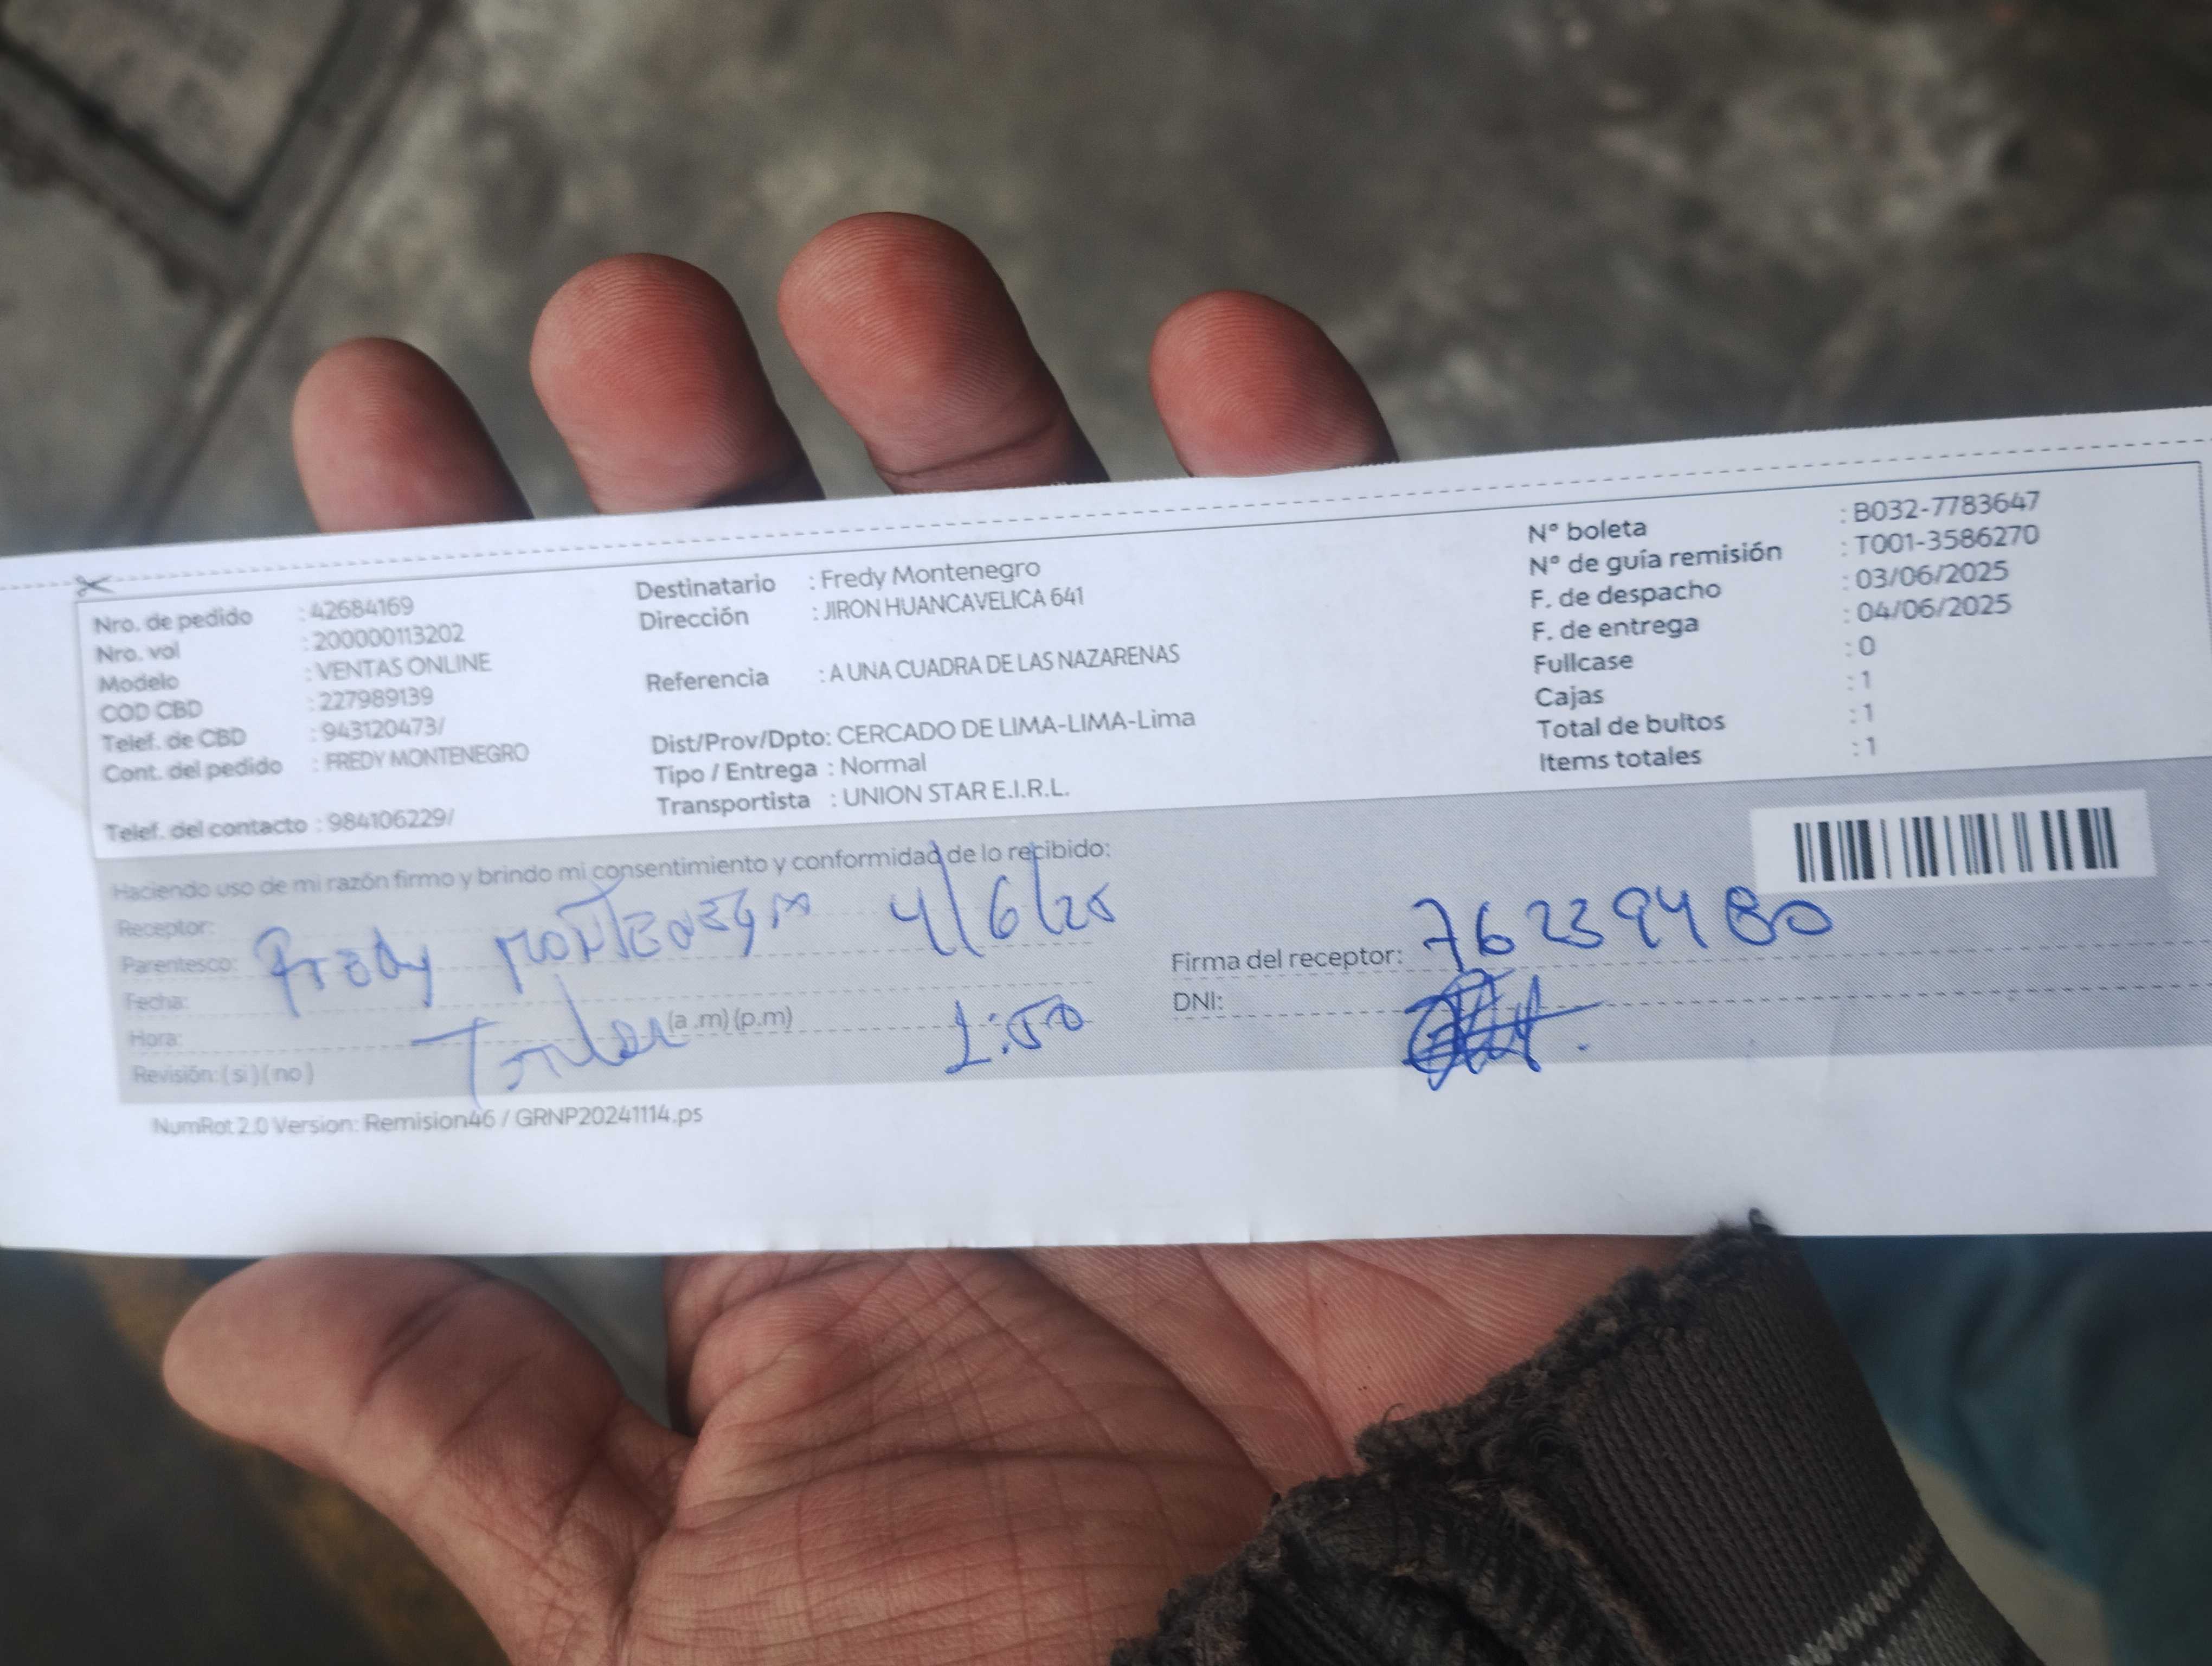 Nro. de pedido : 42684169
Nro. vol : 200000113202
Modelo : VENTAS ONLINE
COD CBD : 227989139
Telef. de CBD : 943120473/
Cont. del pedido : FREDY MONTENEGRO
Telef. del contacto : 984106229/
Destinatario : Fredy Montenegro
Dirección : JIRON HUANCAVELICA 641
Referencia : A UNA CUADRA DE LAS NAZARENAS
Dist/Prov/Dpto: CERCADO DE LIMA-LIMA-Lima
Tipo / Entrega : Normal
Transportista : UNION STAR E.I.R.L.
N° boleta : B032-7783647
N° de guía remisión : T001-3586270
F. de despacho : 03/06/2025
F. de entrega : 04/06/2025
Fullcase : 0
Cajas : 1
Total de bultos : 1
Items totales : 1
Haciendo uso de mi razón firmo y brindo mi consentimiento y conformidad de lo recibido:
Receptor:
Parentesco: Fredy MONTENEGRO 4/6/25
Fecha:
Hora: (a .m) (p.m) 1:50
Revisión: ( si ) ( no )
Firma del receptor:
DNI:
NumRot 2.0 Version: Remision46 / GRNP20241114.ps